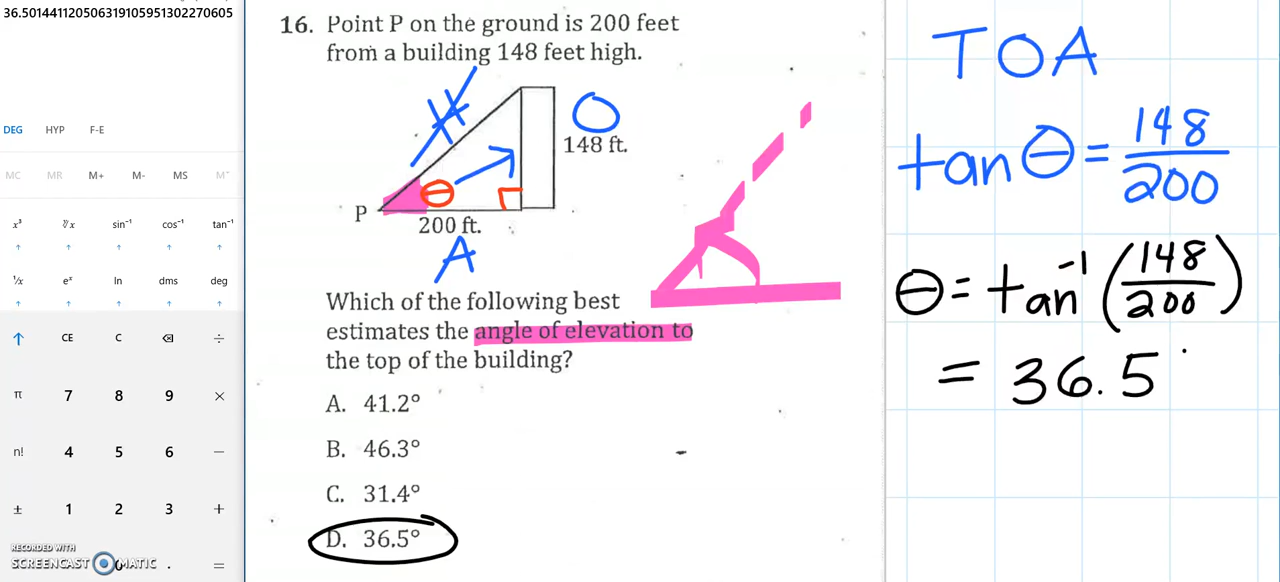 36.501441120506319105951302270605
DEG HYP F-E
MC MR M+ M- MS M˅
x³ ʸ√x sin⁻¹ cos⁻¹ tan⁻¹
↑ ↑ ↑ ↑ ↑
¹/x eˣ ln dms deg
↑ ↑ ↑
↑ CE C ⌫ ÷
π 7 8 9 ×
n! 4 5 6 −
± 1 2 3 +
0 . =
RECORDED WITH
SCREENCAST MATIC
16. Point P on the ground is 200 feet
from a building 148 feet high.
H
O
148 ft.
θ
P
200 ft.
A
Which of the following best
estimates the angle of elevation to
the top of the building?
A. 41.2°
B. 46.3°
C. 31.4°
D. 36.5°
TOA
tan θ = 148/200
θ = tan⁻¹ (148/200)
= 36.5